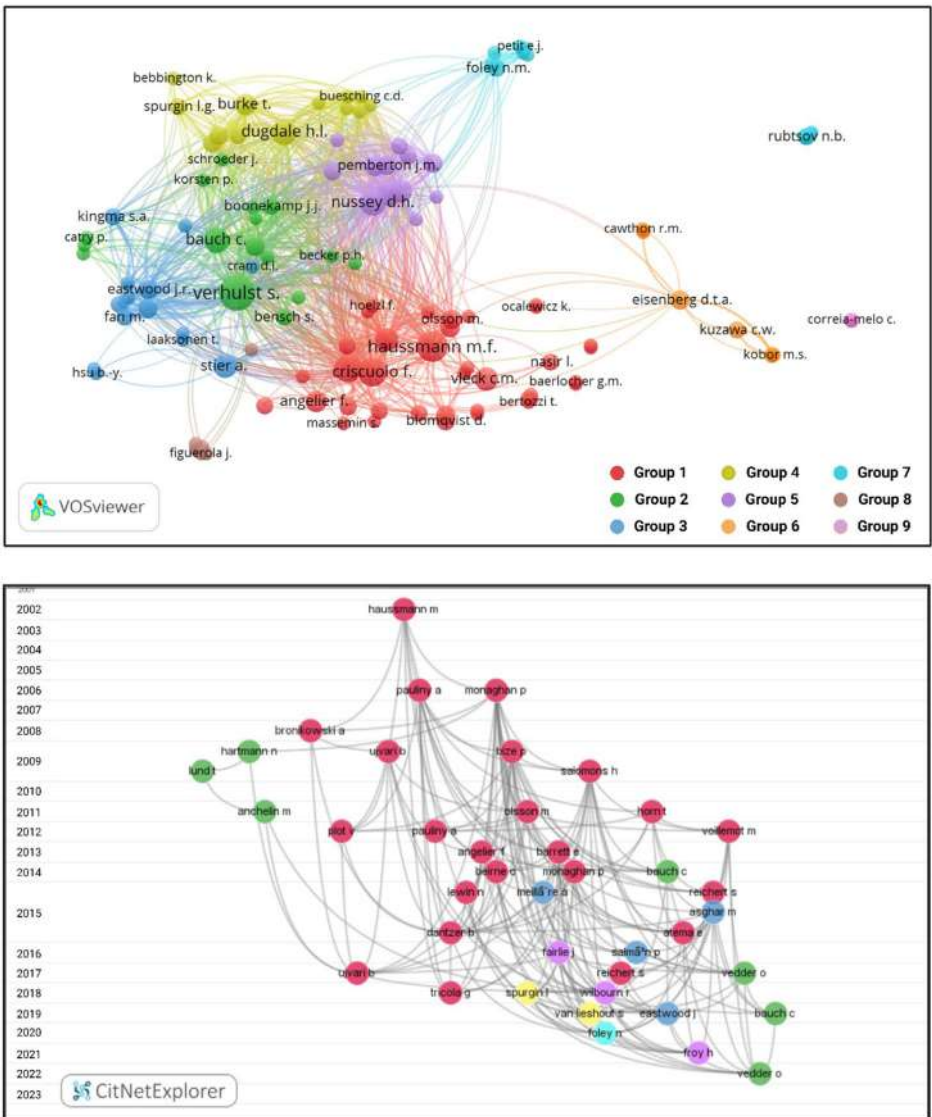 petit e.j.
foley n.m.
bebbington k.
spurgin l.g. burke t.
buesching c.d.
dugdale h.l.
rubtsov n.b.
schroeder j.
pemberton j.m.
korsten p.
nussey d.h.
boonekamp j.j.
kingma s.a.
cawthon r.m.
catry p.
bauch c.
becker p.h.
cram d.l.
eastwood j.r.
verhulst s.
eisenberg d.t.a.
fan m.
bensch s.
hoelzl f.
olsson m.
ocalewicz k.
correia-melo c.
kuzawa c.w.
laaksonen t.
haussmann m.f.
kobor m.s.
hsu b.-y.
stier a.
criscuolo f.
vleck c.m.
nasir l.
baerlocher g.m.
angelier f.
bertozzi t.
massemin s.
blomqvist d.
figuerola j.
Group 1 Group 4 Group 7
Group 2 Group 5 Group 8
Group 3 Group 6 Group 9
VOSviewer
2001
2002 haussmann m
2003
2004
2005
2006 pauliny a monaghan p
2007
2008 bronikowski a
hartmann n ujvari b bize p
2009
lund t salomons h
2010
2011 anchelin m olsson m horn t
2012 plot v pauliny a voillemot m
2013 angelier f barrett e
2014 beirne c monaghan p bauch c
lewin n meillã¨re a reichert s
2015 asghar m
dantzer b atema e
2016 fairlie j salmã³n p
2017 ujvari b reichert s vedder o
2018 tricola g spurgin l wilbourn r
2019 van lieshout s eastwood j bauch c
2020 foley n
2021 froy h
2022 vedder o
2023
CitNetExplorer